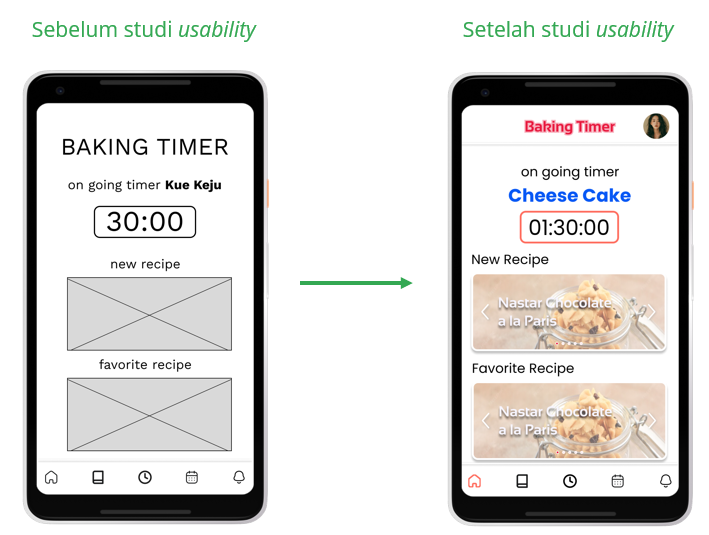 Sebelum studi usability
Setelah studi usability
BAKING TIMER
on going timer Kue Keju
30:00
new recipe
favorite recipe
Baking Timer
on going timer
Cheese Cake
01:30:00
New Recipe
Nastar Chocolate
a la Paris
Favorite Recipe
Nastar Chocolate
a la Paris